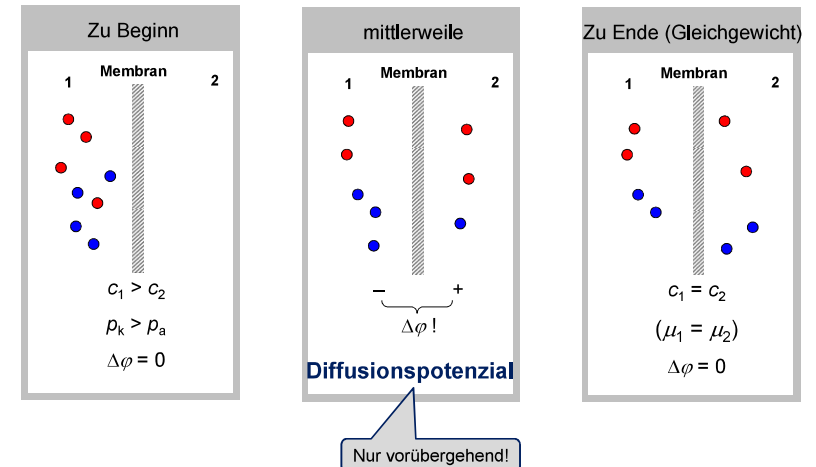 Zu Beginn
Membran
1
2
c₁ > c₂
pₖ > pₐ
Δφ = 0
mittlerweile
Membran
1
2
– +
Δφ !
Diffusionspotenzial
Nur vorübergehend!
Zu Ende (Gleichgewicht)
Membran
1
2
c₁ = c₂
(μ₁ = μ₂)
Δφ = 0